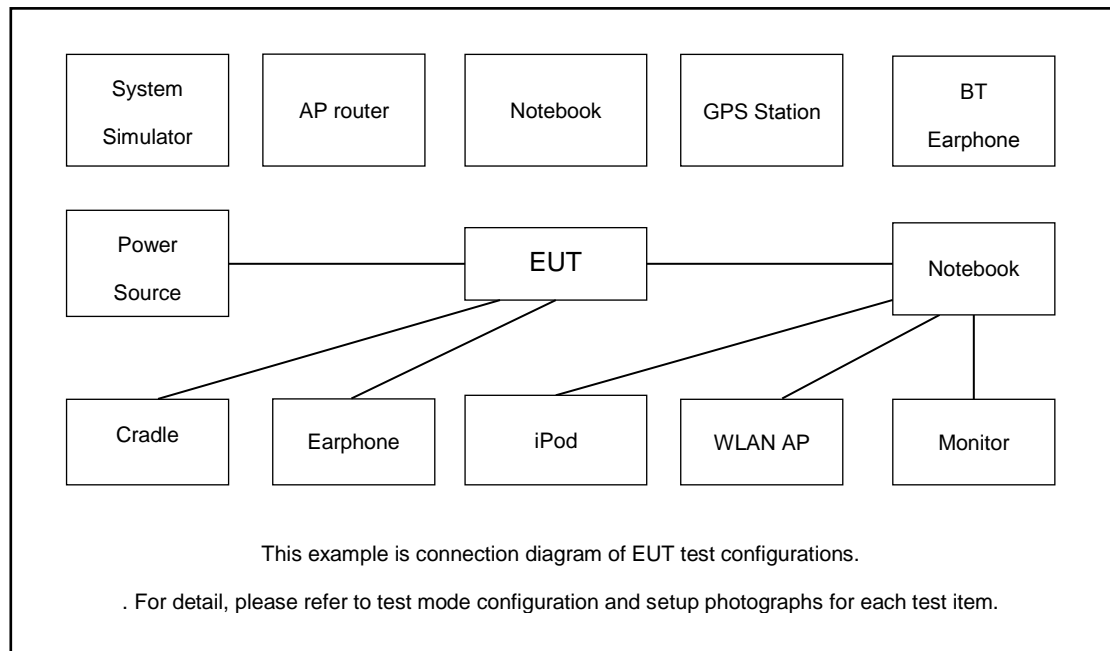 System
Simulator
AP router
Notebook
GPS Station
BT
Earphone
Power
Source
EUT
Notebook
Cradle
Earphone
iPod
WLAN AP
Monitor
This example is connection diagram of EUT test configurations.
. For detail, please refer to test mode configuration and setup photographs for each test item.